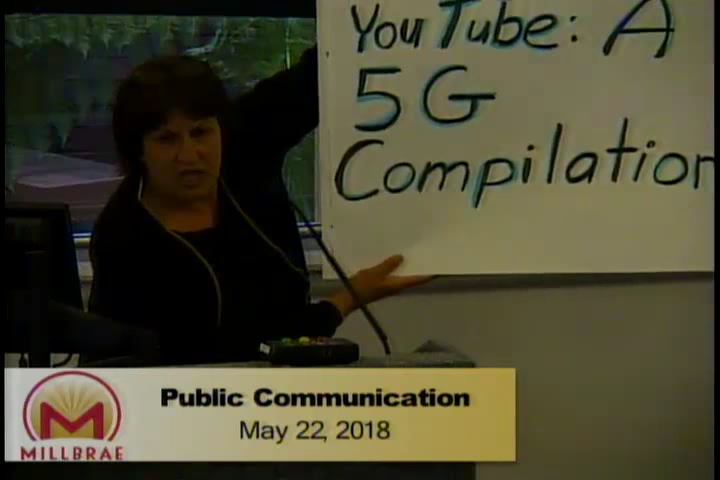 YouTube: A
5G
Compilation
Public Communication
May 22, 2018
M
MILLBRAE